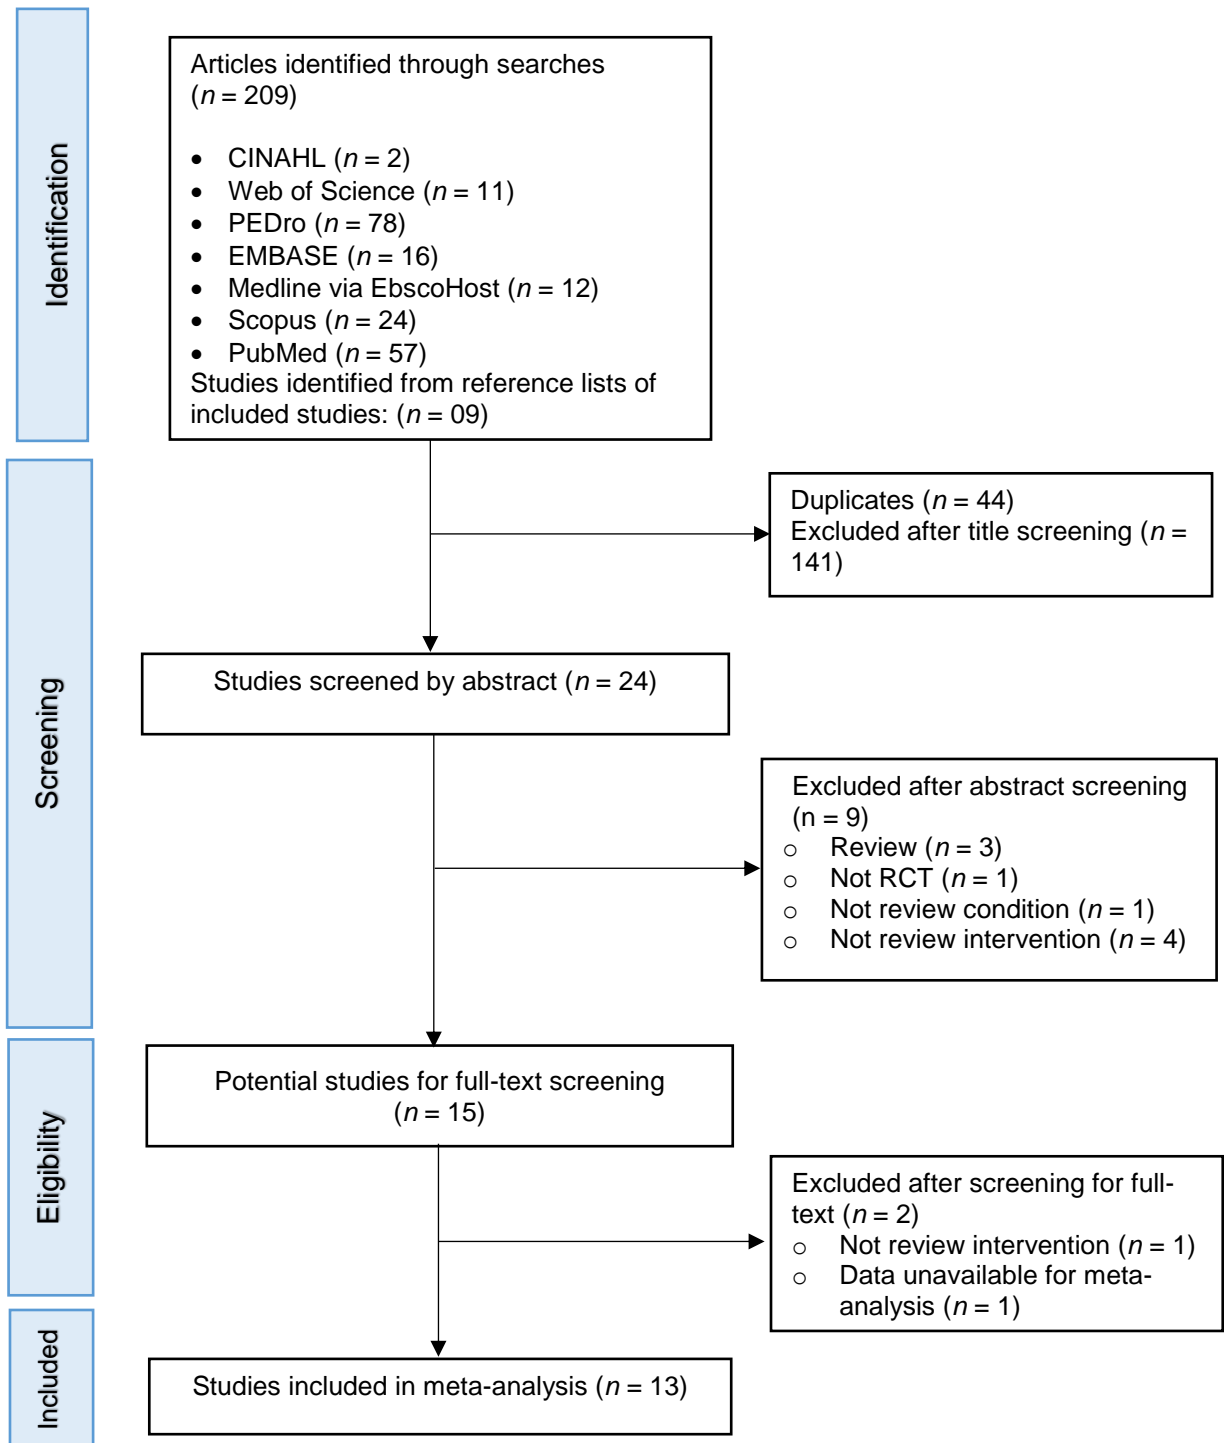 Identification
Articles identified through searches
(n = 209)
• CINAHL (n = 2)
• Web of Science (n = 11)
• PEDro (n = 78)
• EMBASE (n = 16)
• Medline via EbscoHost (n = 12)
• Scopus (n = 24)
• PubMed (n = 57)
Studies identified from reference lists of
included studies: (n = 09)
Screening
Duplicates (n = 44)
Excluded after title screening (n =
141)
Studies screened by abstract (n = 24)
Excluded after abstract screening
(n = 9)
o Review (n = 3)
o Not RCT (n = 1)
o Not review condition (n = 1)
o Not review intervention (n = 4)
Eligibility
Potential studies for full-text screening
(n = 15)
Excluded after screening for full-
text (n = 2)
o Not review intervention (n = 1)
o Data unavailable for meta-
analysis (n = 1)
Included
Studies included in meta-analysis (n = 13)